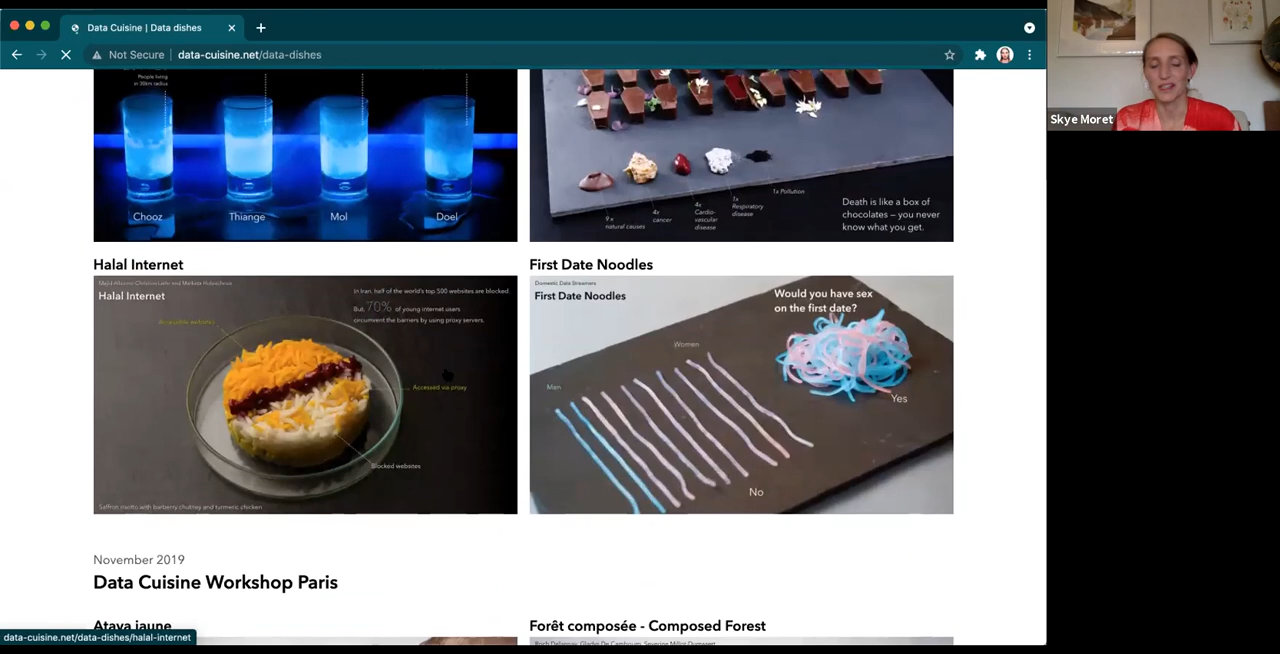 Data Cuisine | Data dishes
Not Secure
data-cuisine.net/data-dishes
Skye Moret
People living
in 30km radius
Chooz
Thiange
Mol
Doel
9 x
natural causes
4x
cancer
4x
Cardio-
vascular
disease
1x
Respiratory
disease
1x Pollution
Death is like a box of
chocolates – you never
know what you get.
Halal Internet
Halal Internet
In Iran, half of the world's top 500 websites are blocked.
But, 70% of young internet users
circumvent the barriers by using proxy servers.
Accessible websites
Accessed via proxy
Blocked websites
Saffron risotto with barberry chutney and turmeric chicken
First Date Noodles
Domestic Data Streamers
First Date Noodles
Would you have sex
on the first date?
Women
Men
Yes
No
November 2019
Data Cuisine Workshop Paris
Ataya jaune
Forêt composée - Composed Forest
data-cuisine.net/data-dishes/halal-internet